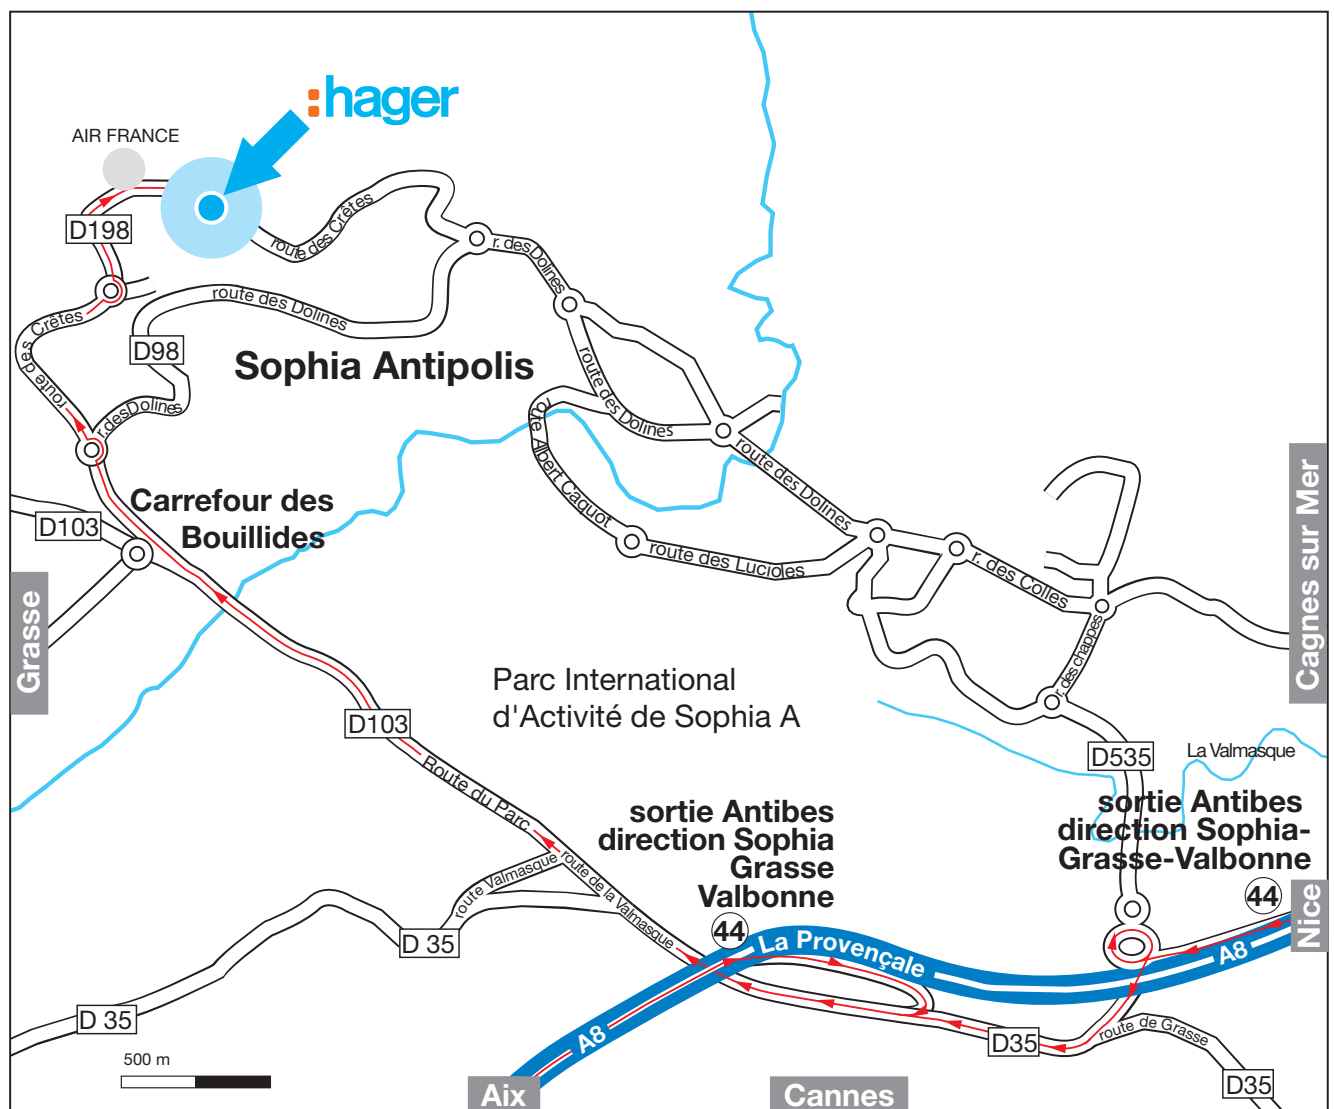 :hager
AIR FRANCE
D198
route des Crêtes
r. des Dolines
route des Dolines
route des Crêtes
D98
Sophia Antipolis
r.des Dolines
route des Dolines
route Albert Caquot
route des Dolines
Carrefour des
Bouillides
D103
route des Lucioles
r. des Colles
r. des chappes
Grasse
Cagnes sur Mer
Parc International
d'Activité de Sophia A
D103
D535
La Valmasque
Route du Parc
sortie Antibes
direction Sophia
Grasse
Valbonne
sortie Antibes
direction Sophia-
Grasse-Valbonne
route Valmasque
route de la Valmasque
44
44
Nice
D 35
La Provençale
A8
D 35
A8
D35
route de Grasse
500 m
D35
Aix
Cannes